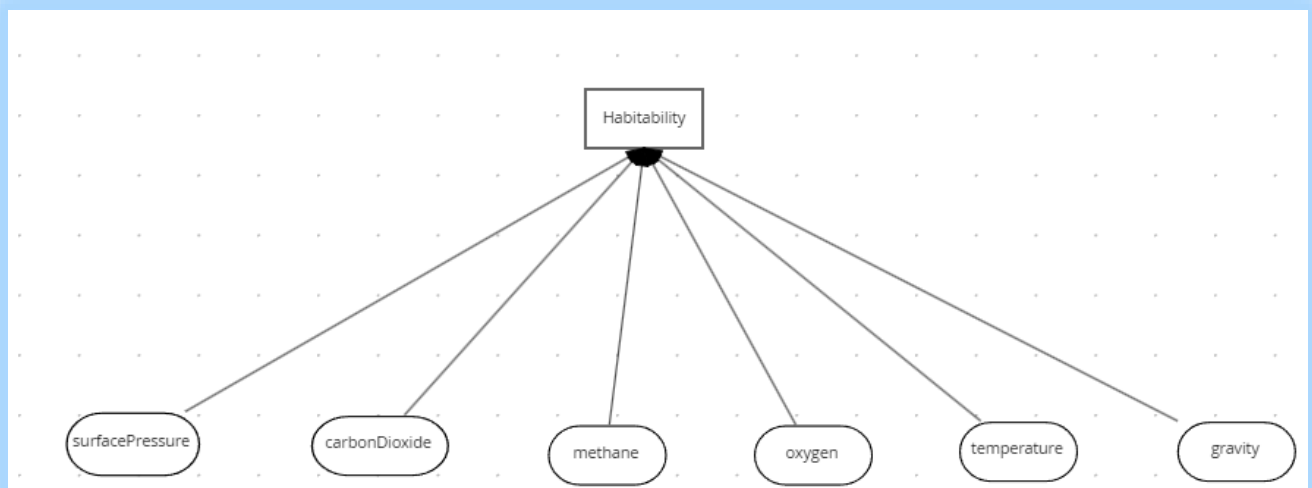 Habitability
surfacePressure
carbonDioxide
methane
oxygen
temperature
gravity